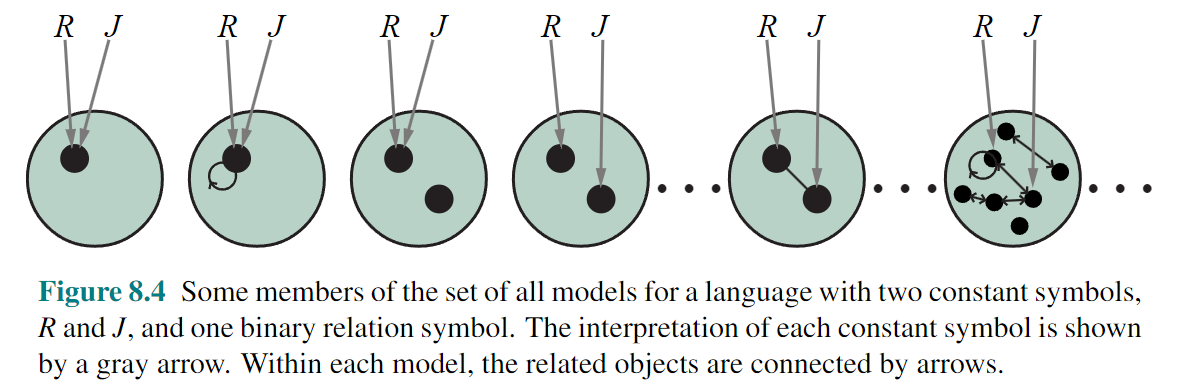 R J R J R J R J R J R J
Figure 8.4 Some members of the set of all models for a language with two constant symbols,
R and J, and one binary relation symbol. The interpretation of each constant symbol is shown
by a gray arrow. Within each model, the related objects are connected by arrows.